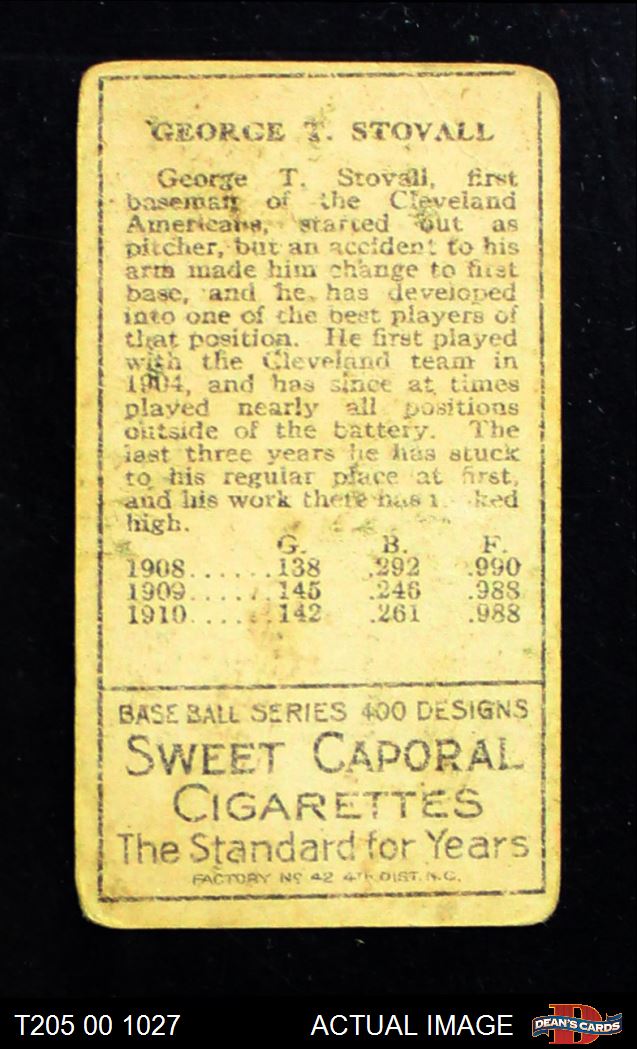 GEORGE T. STOVALL
George T. Stovall, first
baseman of the Cleveland
Americans, started out as
pitcher, but an accident to his
arm made him change to first
base, and he has developed
into one of the best players of
that position. He first played
with the Cleveland team in
1904, and has since at times
played nearly all positions
outside of the battery. The
last three years he has stuck
to his regular place at first,
and his work there has
high.
G. B. F.
1908......138 .292 .990
1909......145 .246 .988
1910......142 .261 .988
BASE BALL SERIES 400 DESIGNS
SWEET CAPORAL
CIGARETTES
The Standard for Years
FACTORY No 42 4TH DIST. N.C.
T205 00 1027 ACTUAL IMAGE DEAN'S CARDS